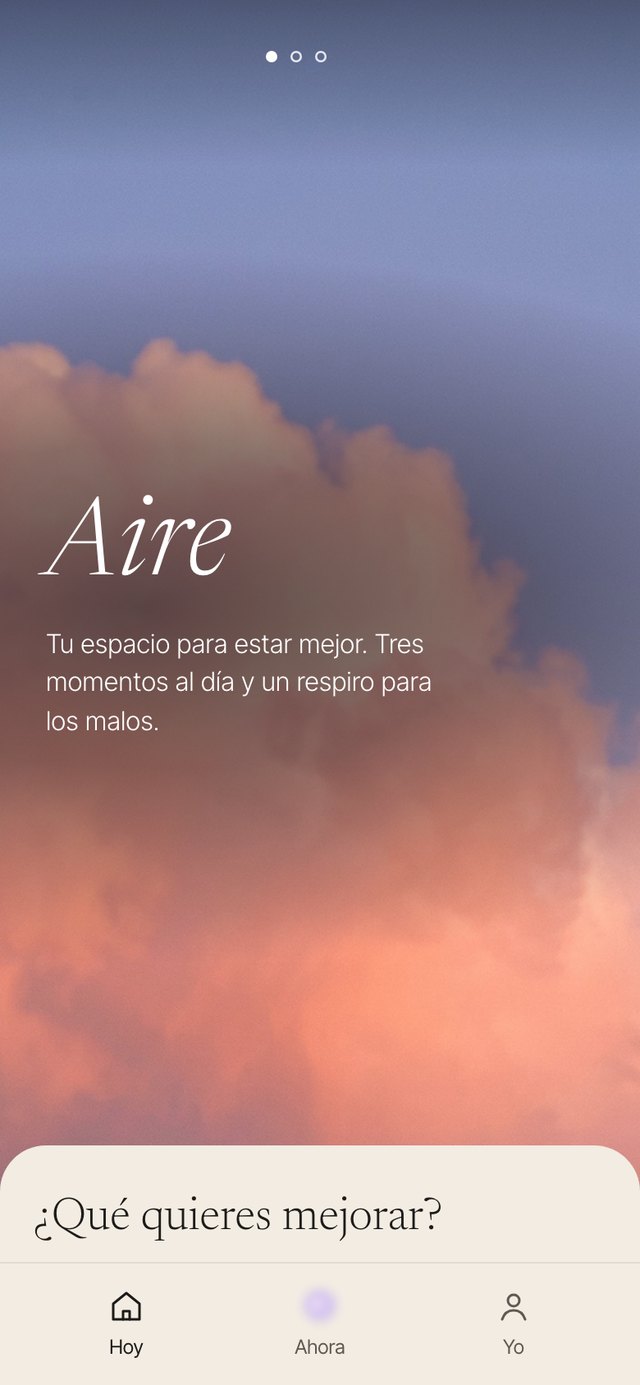 Aire
Tu espacio para estar mejor. Tres
momentos al día y un respiro para
los malos.
¿Qué quieres mejorar?
Hoy
Ahora
Yo